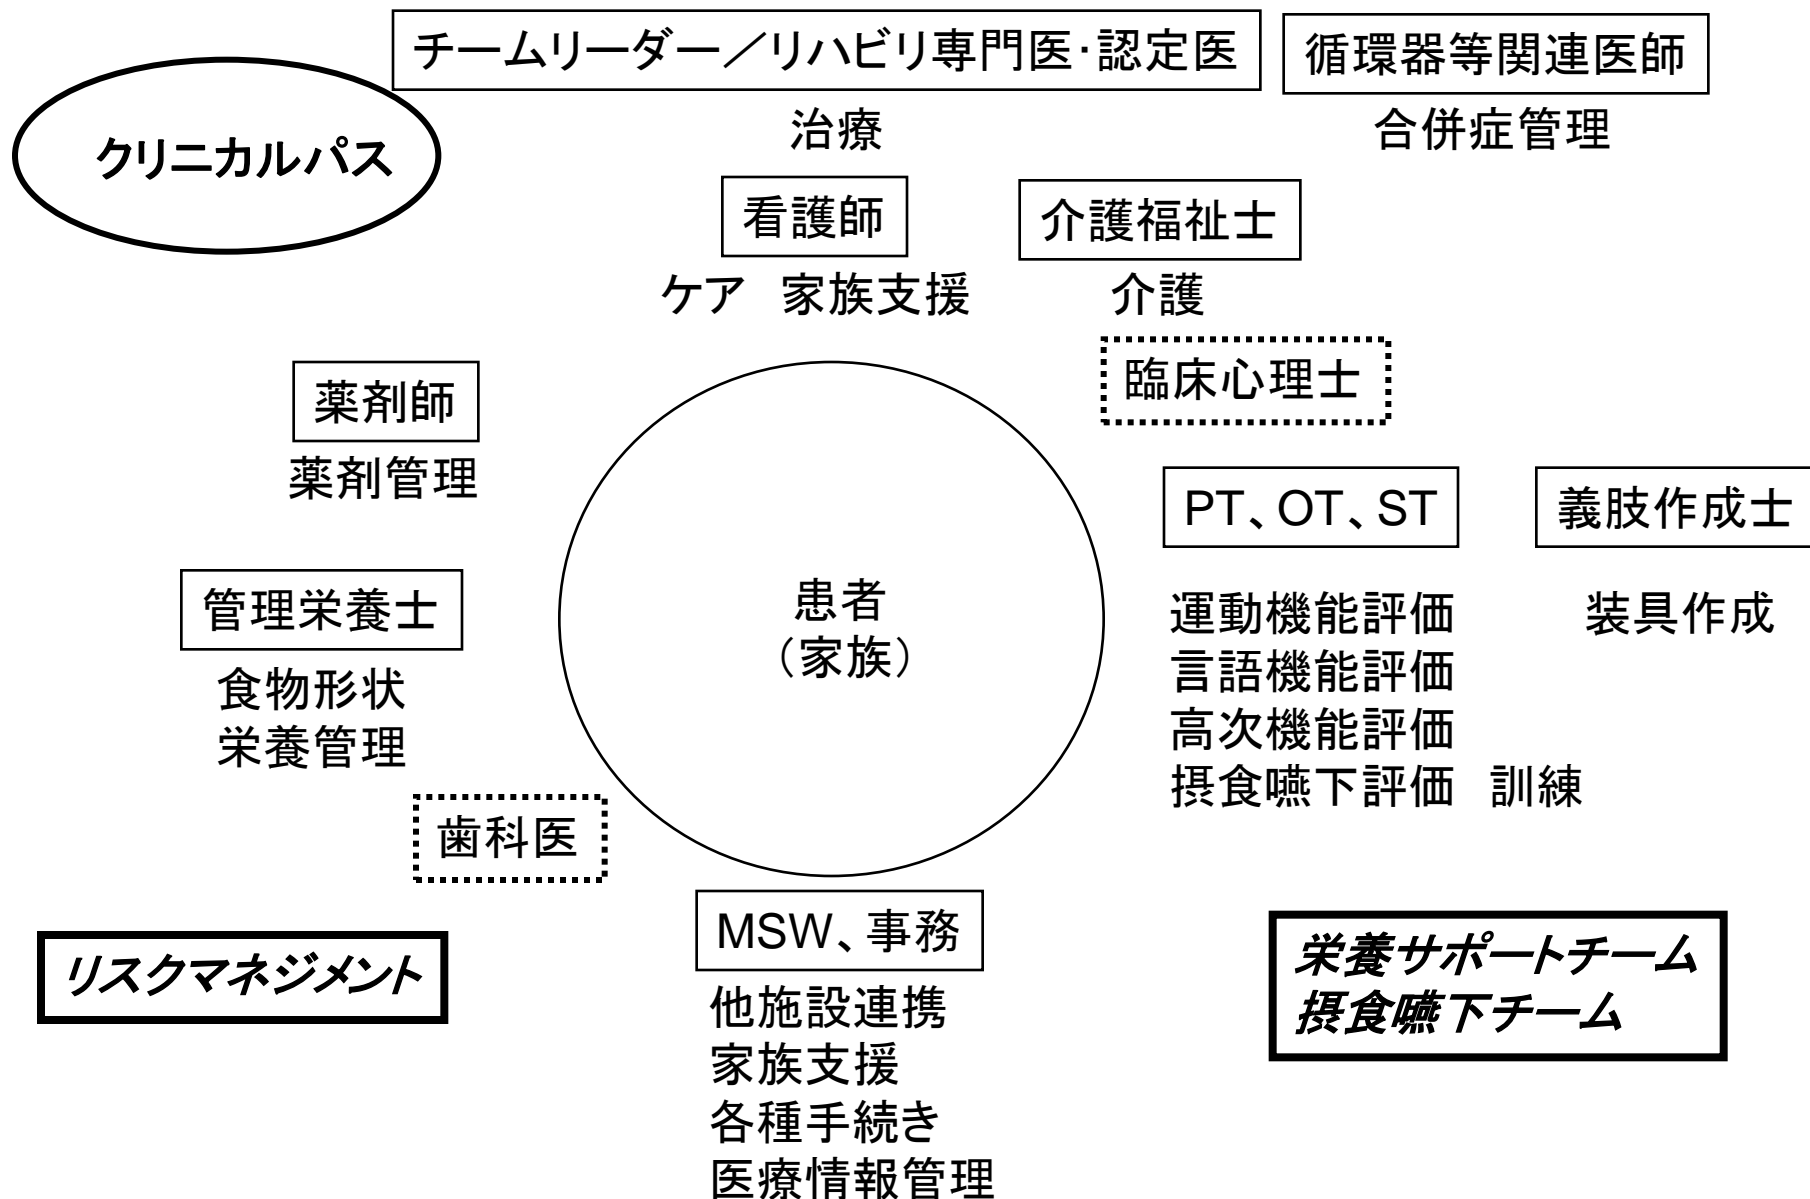 チームリーダー／リハビリ専門医・認定医
循環器等関連医師
治療
合併症管理
クリニカルパス
看護師
介護福祉士
ケア　家族支援
介護
臨床心理士
薬剤師
薬剤管理
PT、OT、ST
義肢作成士
管理栄養士
食物形状
栄養管理
患者
（家族）
運動機能評価
言語機能評価
高次機能評価
摂食嚥下評価　訓練
装具作成
歯科医
MSW、事務
他施設連携
家族支援
各種手続き
医療情報管理
リスクマネジメント
栄養サポートチーム
摂食嚥下チーム